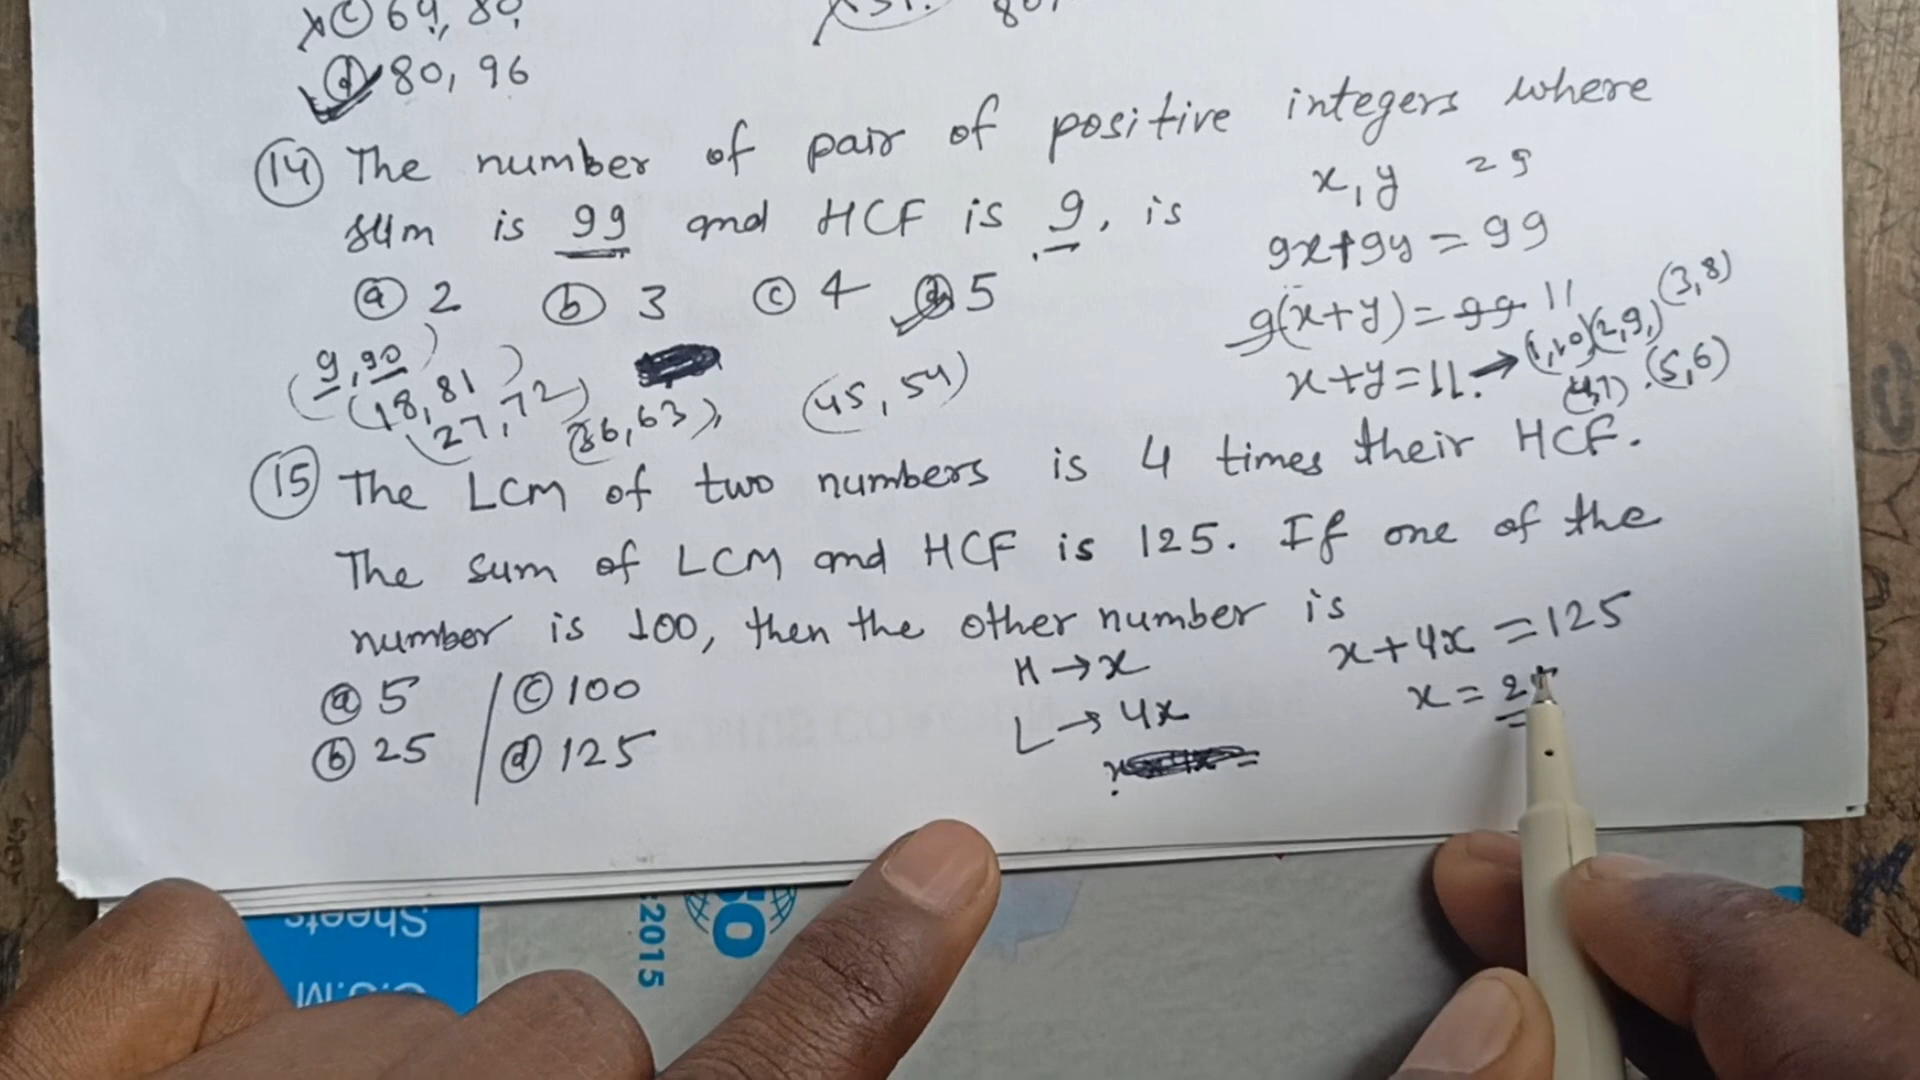 (c) 64, 80,
(d) 80, 96
(14) The number of pair of positive integers where
sum is 99 and HCF is 9, is
(a) 2 (b) 3 (c) 4 (d) 5
(9,90)
(18,81)
(27,72) (36,63), (45,54)
x, y
9x+9y=99
9(x+y)=99 11
x+y=11. → (1,10)(2,9,) (3,8)
(4,7) . (5,6)
(15) The LCM of two numbers is 4 times their HCF.
The sum of LCM and HCF is 125. If one of the
number is 100, then the other number is
(a) 5 / (c) 100
(b) 25 (d) 125
H → x
L → 4x
x+4x=125
x=25
Sheets
:2015